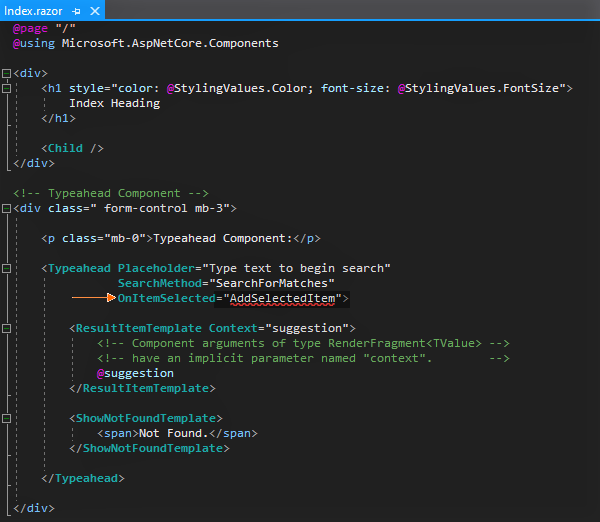 Index.razor
@page "/"
@using Microsoft.AspNetCore.Components
<div>
<h1 style="color: @StylingValues.Color; font-size: @StylingValues.FontSize">
Index Heading
</h1>
<Child />
</div>
<!-- Typeahead Component -->
<div class=" form-control mb-3">
<p class="mb-0">Typeahead Component:</p>
<Typeahead Placeholder="Type text to begin search"
SearchMethod="SearchForMatches"
OnItemSelected="AddSelectedItem">
<ResultItemTemplate Context="suggestion">
<!-- Component arguments of type RenderFragment<TValue> -->
<!-- have an implicit parameter named "context". -->
@suggestion
</ResultItemTemplate>
<ShowNotFoundTemplate>
<span>Not Found.</span>
</ShowNotFoundTemplate>
</Typeahead>
</div>